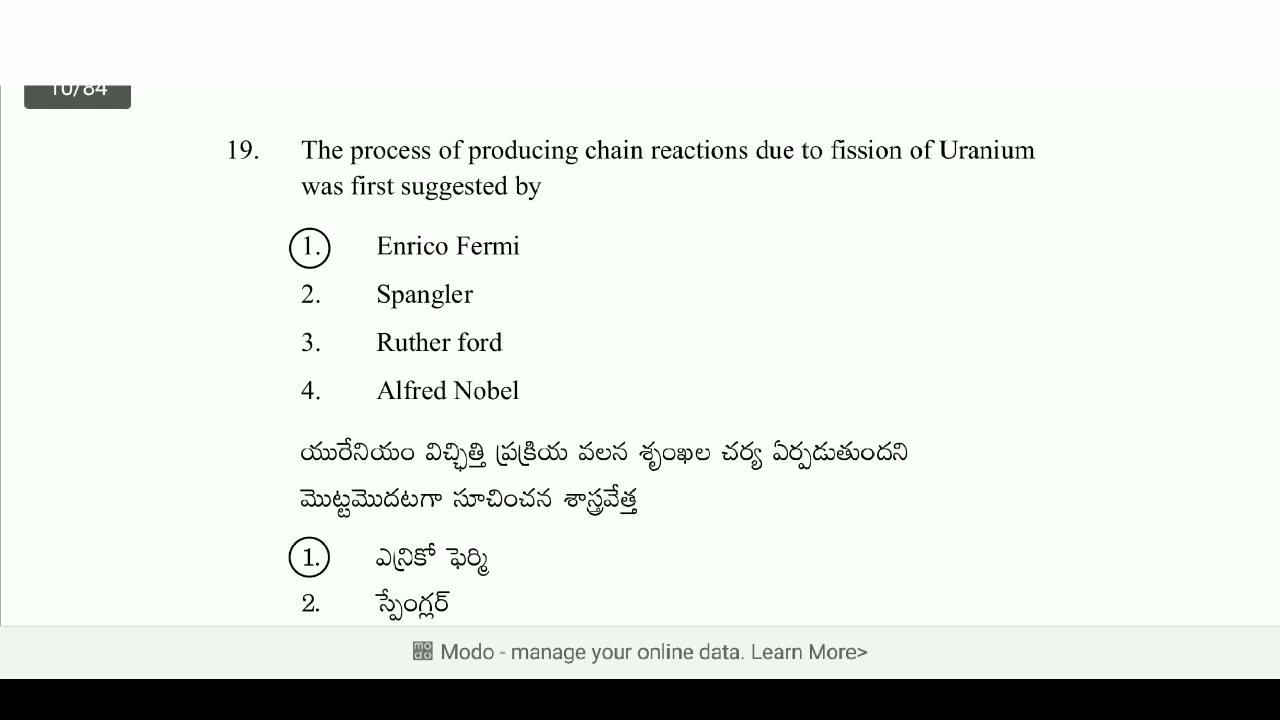 10/84
19. The process of producing chain reactions due to fission of Uranium
was first suggested by
1. Enrico Fermi
2. Spangler
3. Ruther ford
4. Alfred Nobel
యురేనియం విచ్ఛిత్తి ప్రక్రియ వలన శృంఖల చర్య ఏర్పడుతుందని
మొట్టమొదటగా సూచించన శాస్త్రవేత్త
1. ఎన్రికో ఫెర్మి
2. స్పేంగ్లర్
modo Modo - manage your online data. Learn More>